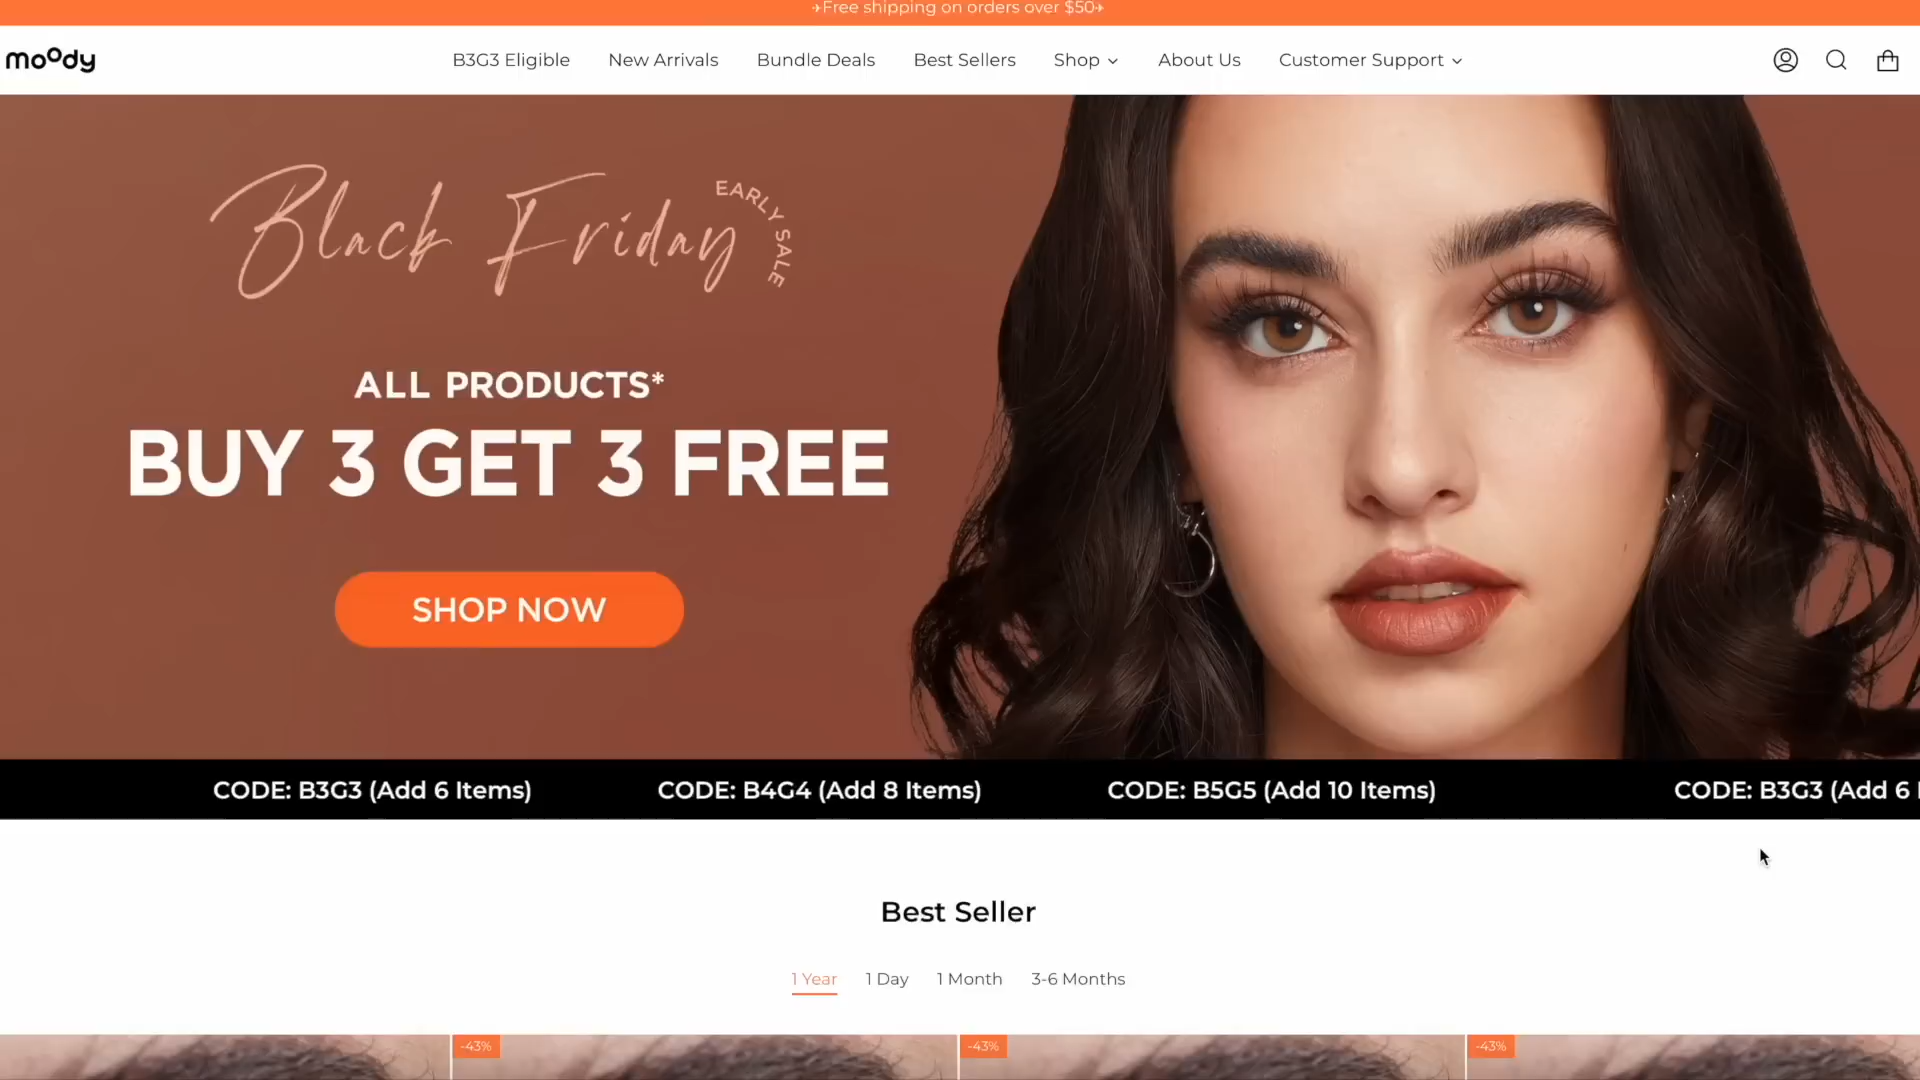 ✈Free shipping on orders over $50✈
moody
B3G3 Eligible
New Arrivals
Bundle Deals
Best Sellers
Shop
About Us
Customer Support
Black Friday
EARLY SALE
ALL PRODUCTS*
BUY 3 GET 3 FREE
SHOP NOW
CODE: B3G3 (Add 6 Items)
CODE: B4G4 (Add 8 Items)
CODE: B5G5 (Add 10 Items)
CODE: B3G3 (Add 6
Best Seller
1 Year
1 Day
1 Month
3-6 Months
-43%
-43%
-43%